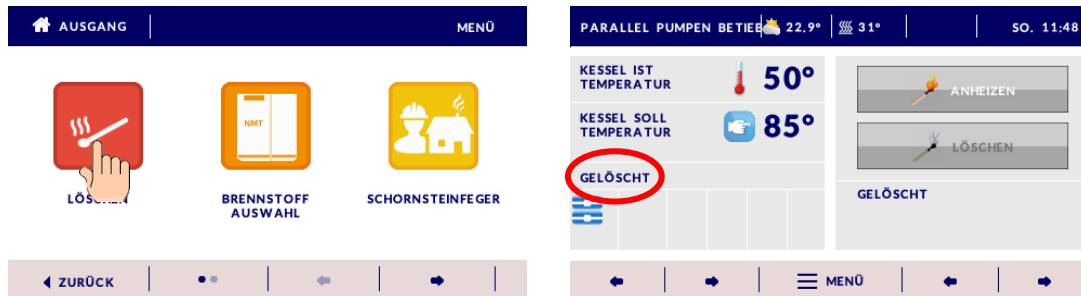 AUSGANG
MENÜ
NMT
LÖSCHEN
BRENNSTOFF
AUSWAHL
SCHORNSTEINFEGER
ZURÜCK
PARALLEL PUMPEN BETIEB 22.9° 31° SO. 11:48
KESSEL IST
TEMPERATUR
50°
KESSEL SOLL
TEMPERATUR
85°
GELÖSCHT
ANHEIZEN
LÖSCHEN
GELÖSCHT
MENÜ